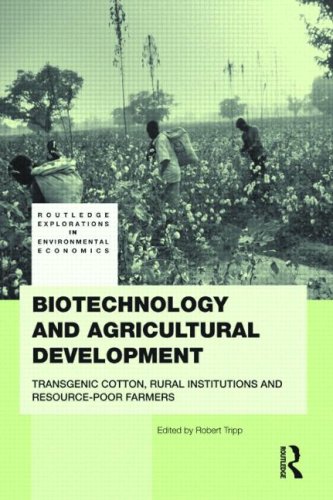 ROUTLEDGE
EXPLORATIONS
IN
ENVIRONMENTAL
ECONOMICS
BIOTECHNOLOGY
AND AGRICULTURAL
DEVELOPMENT
TRANSGENIC COTTON, RURAL INSTITUTIONS AND
RESOURCE-POOR FARMERS
Edited by Robert Tripp
R
ROUTLEDGE